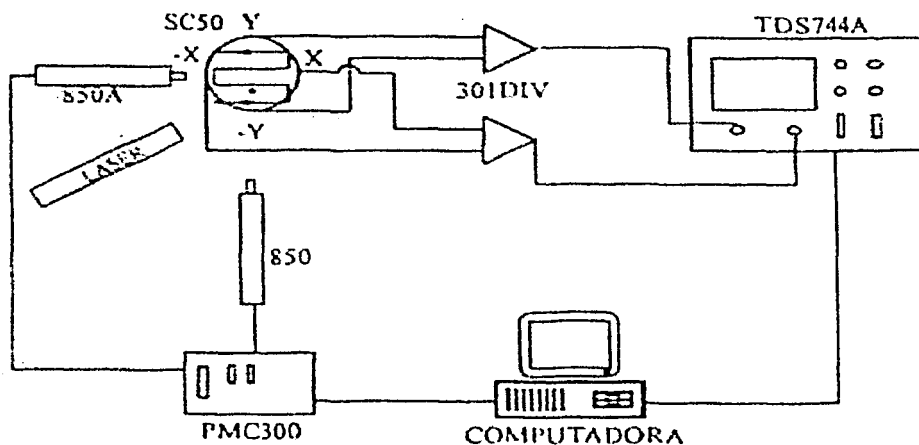 SC50 Y
TDS744A
-X
X
850A
301DIV
-Y
LASER
850
PMC300
COMPUTADORA